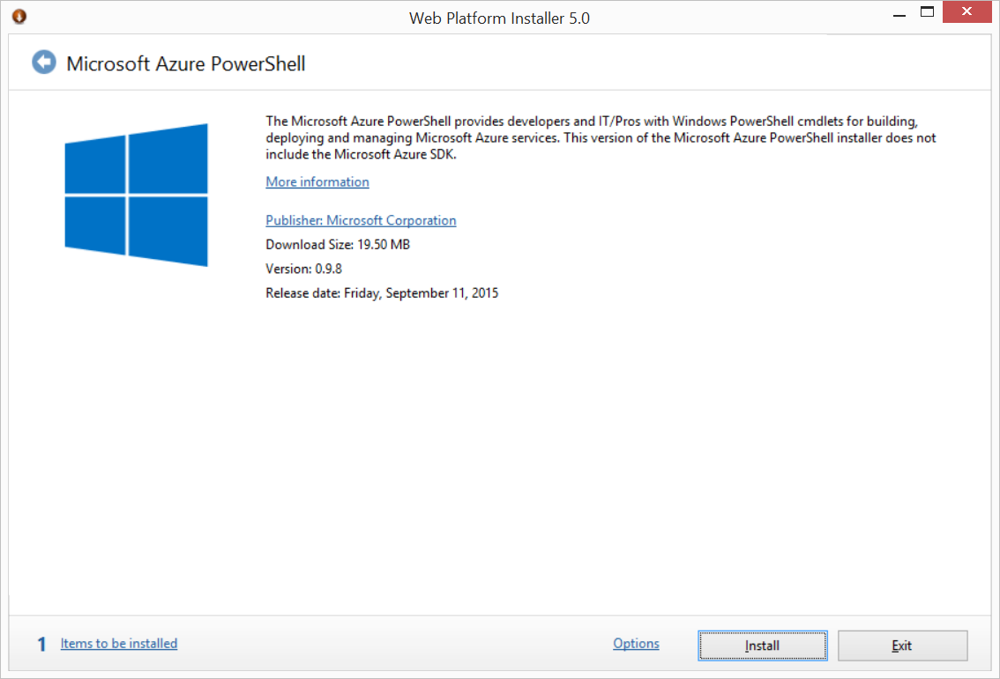 Web Platform Installer 5.0
Microsoft Azure PowerShell
The Microsoft Azure PowerShell provides developers and IT/Pros with Windows PowerShell cmdlets for building,
deploying and managing Microsoft Azure services. This version of the Microsoft Azure PowerShell installer does not
include the Microsoft Azure SDK.
More information
Publisher: Microsoft Corporation
Download Size: 19.50 MB
Version: 0.9.8
Release date: Friday, September 11, 2015
1 Items to be installed
Options
Install
Exit